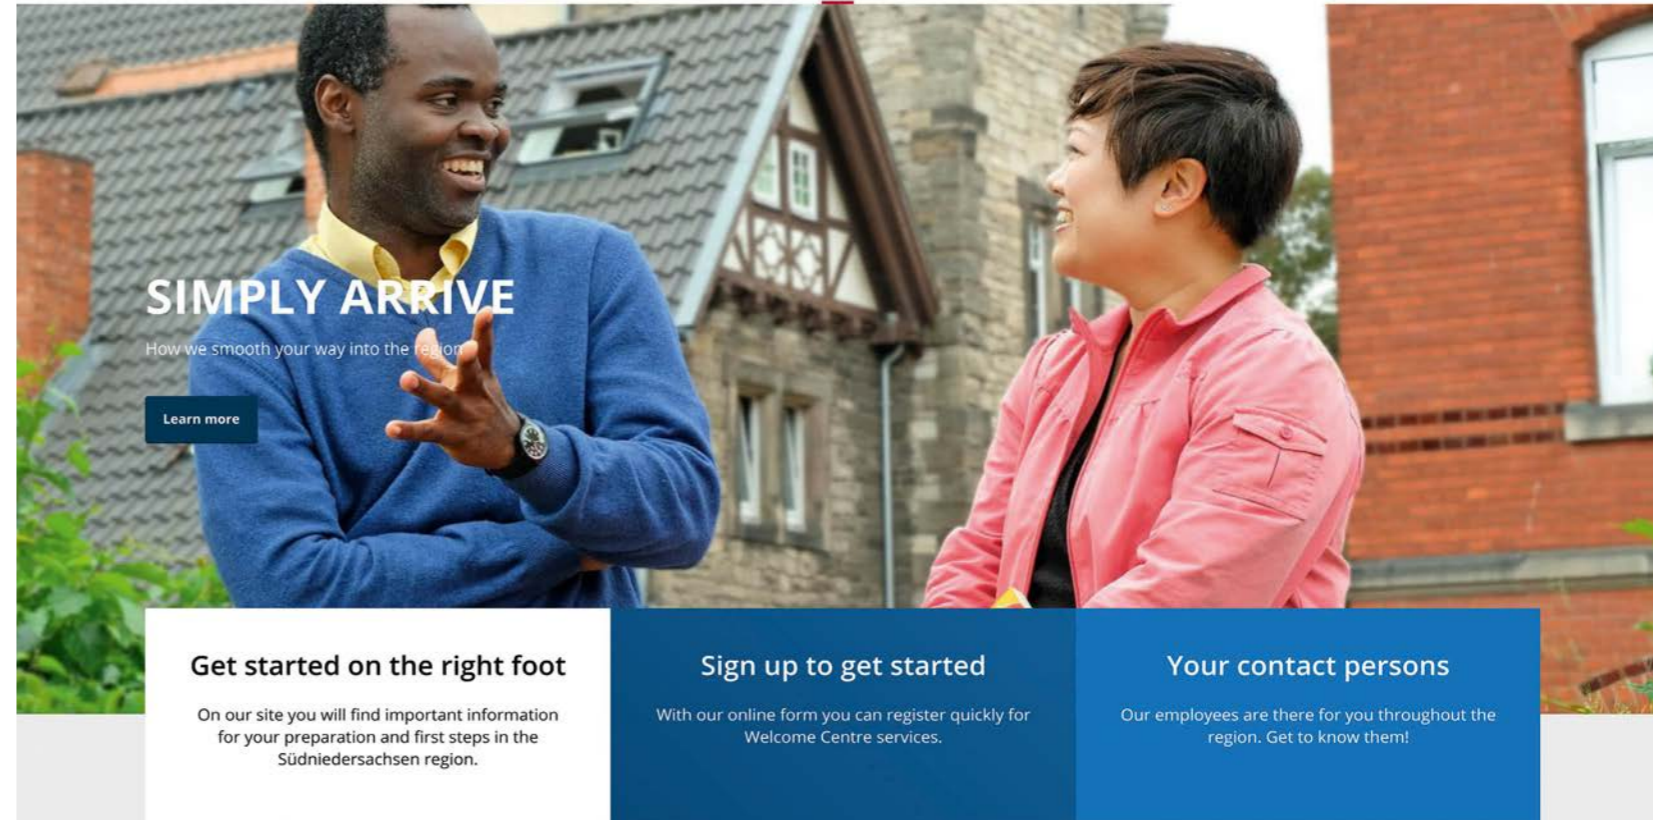 SIMPLY ARRIVE
How we smooth your way into the region
Learn more
Get started on the right foot
On our site you will find important information
for your preparation and first steps in the
Südniedersachsen region.
Sign up to get started
With our online form you can register quickly for
Welcome Centre services.
Your contact persons
Our employees are there for you throughout the
region. Get to know them!